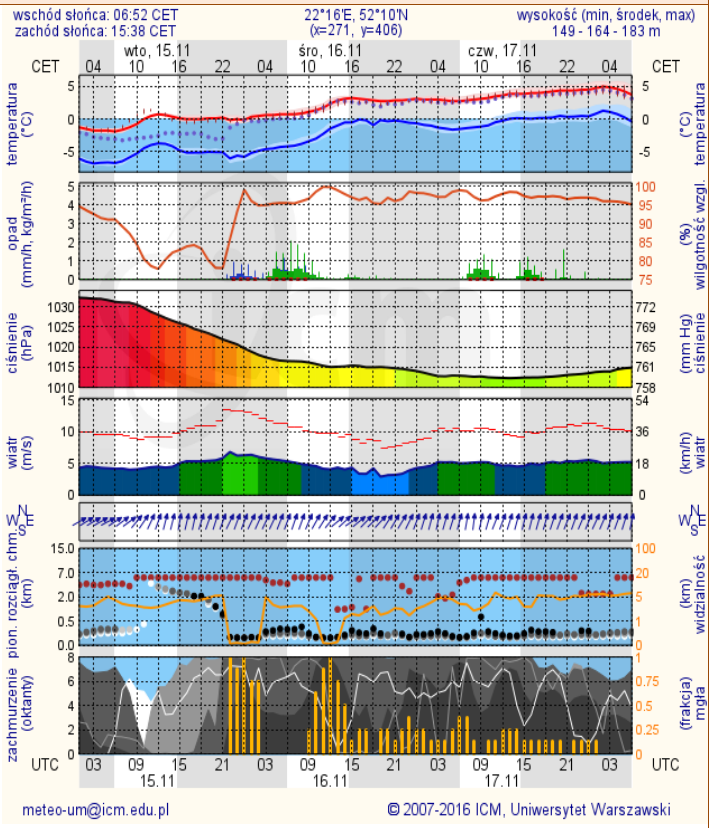 wschód słońca: 06:52 CET 22°16'E, 52°10'N wysokość (min, środek, max)
zachód słońca: 15:38 CET (x=271, y=406) 149 - 164 - 183 m
wto, 15.11 śro, 16.11 czw, 17.11
CET 04 10 16 22 04 10 16 22 04 10 16 22 04 CET
temperatura
(°C)
5
0
-5
5
0
-5
(°C)
temperatura
opad
(mm/h, kg/m²/h)
5
4
3
2
1
0
100
95
90
85
80
75
(%)
wilgotność wzgl.
ciśnienie
(hPa)
1030
1025
1020
1015
1010
772
769
765
761
758
(mm Hg)
ciśnienie
wiatr
(m/s)
15
10
5
0
54
36
18
0
(km/h)
wiatr
N
W E
S
N
W E
S
pion. rozciągł. chm.
(km)
15.0
7.0
2.0
0.5
0.0
100
20
5
1
0
(km)
widzialność
zachmurzenie
(oktanty)
8
6
4
2
0
1
0.75
0.5
0.25
0
(frakcja)
mgła
UTC 03 09 15 21 03 09 15 21 03 09 15 21 03 UTC
15.11 16.11 17.11
meteo-um@icm.edu.pl © 2007-2016 ICM, Uniwersytet Warszawski